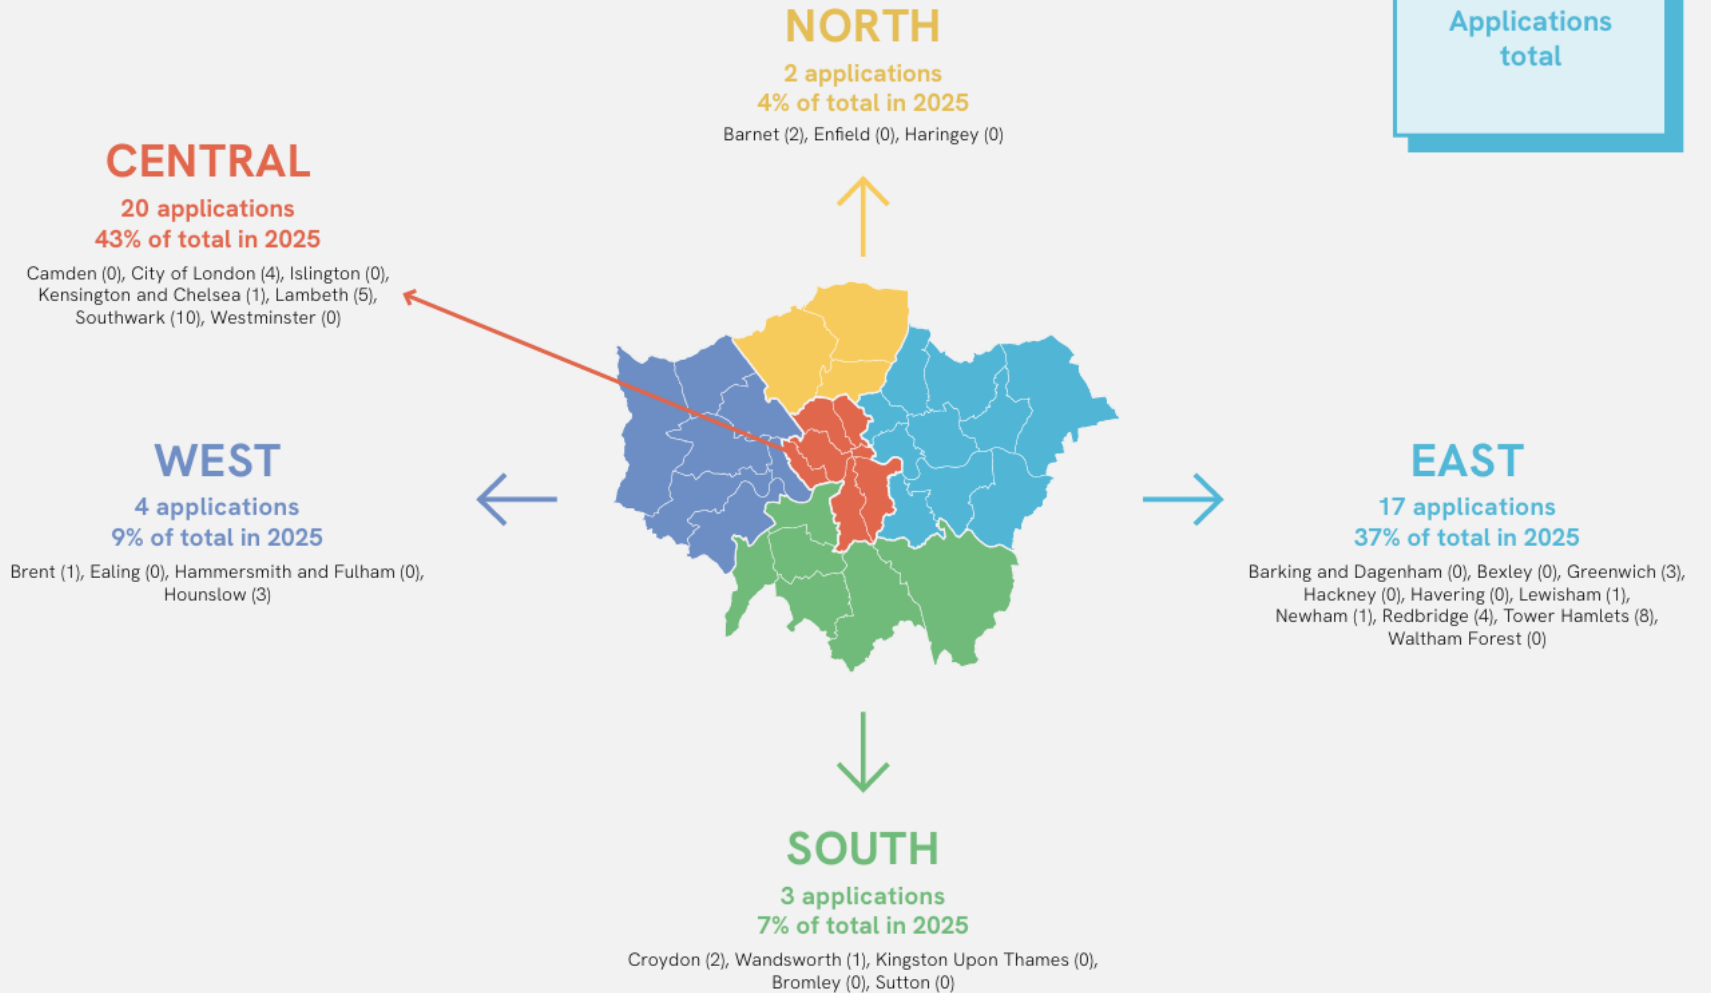 NORTH
2 applications
4% of total in 2025
Barnet (2), Enfield (0), Haringey (0)
Applications
total
CENTRAL
20 applications
43% of total in 2025
Camden (0), City of London (4), Islington (0),
Kensington and Chelsea (1), Lambeth (5),
Southwark (10), Westminster (0)
WEST
4 applications
9% of total in 2025
Brent (1), Ealing (0), Hammersmith and Fulham (0),
Hounslow (3)
EAST
17 applications
37% of total in 2025
Barking and Dagenham (0), Bexley (0), Greenwich (3),
Hackney (0), Havering (0), Lewisham (1),
Newham (1), Redbridge (4), Tower Hamlets (8),
Waltham Forest (0)
SOUTH
3 applications
7% of total in 2025
Croydon (2), Wandsworth (1), Kingston Upon Thames (0),
Bromley (0), Sutton (0)